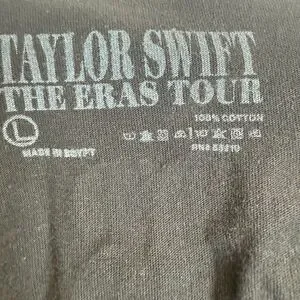 TAYLOR SWIFT
THE ERAS TOUR
L
100% COTTON
MADE IN EGYPT